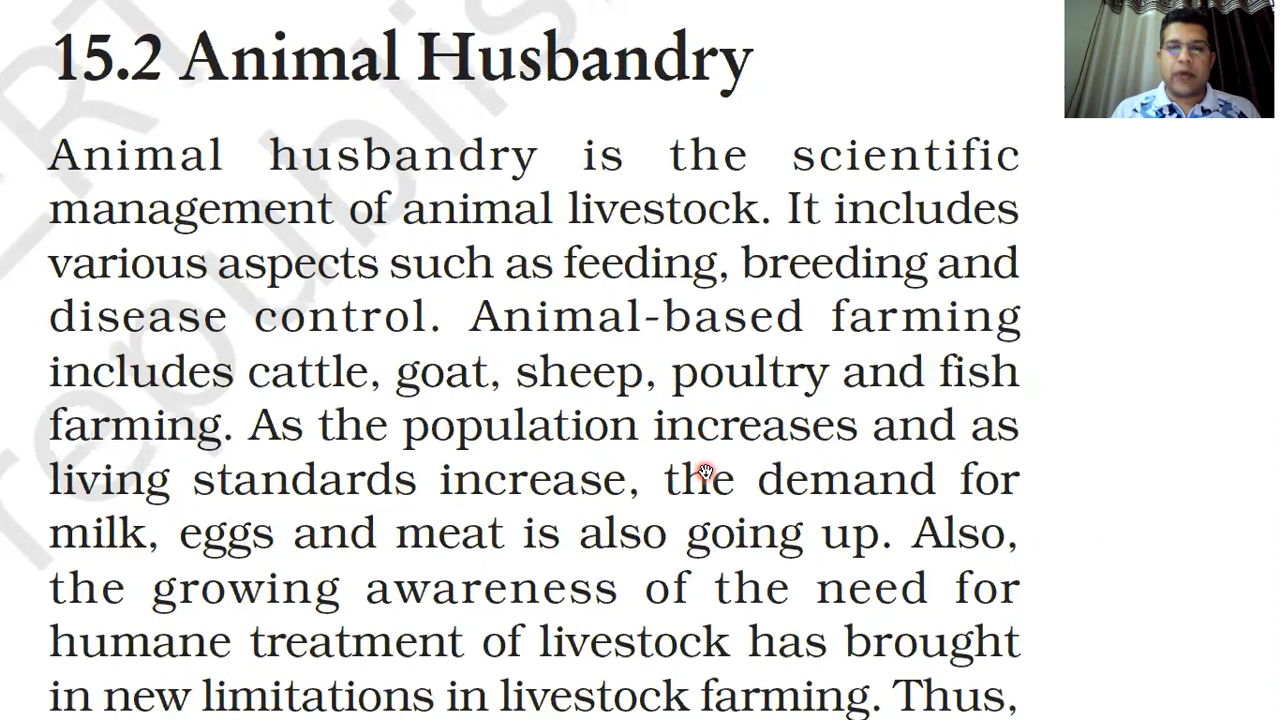 15.2 Animal Husbandry
Animal husbandry is the scientific
management of animal livestock. It includes
various aspects such as feeding, breeding and
disease control. Animal-based farming
includes cattle, goat, sheep, poultry and fish
farming. As the population increases and as
living standards increase, the demand for
milk, eggs and meat is also going up. Also,
the growing awareness of the need for
humane treatment of livestock has brought
in new limitations in livestock farming. Thus,